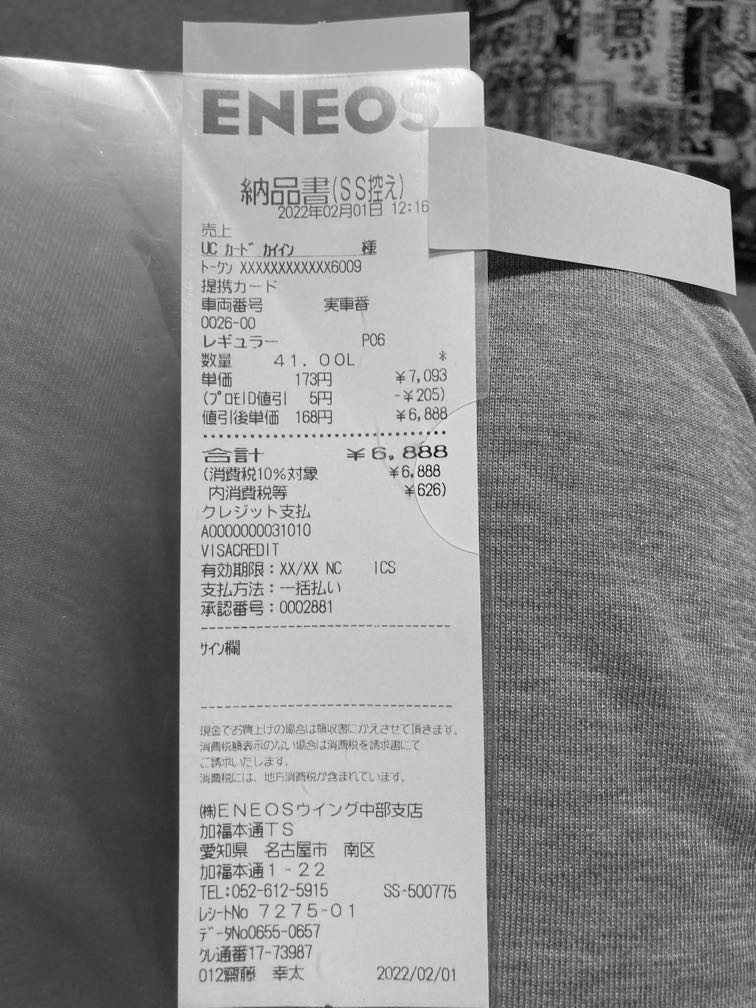 ENEOS
納品書(SS控え)
2022年02月01日 12:16
売上
UC カード カイイン 様
トークン XXXXXXXXXXXX6009
提携カード
車両番号 実車番
0026-00
レギュラー P06
数量 41.00L *
単価 173円 ¥7,093
(プロモID値引 5円 -¥205)
値引後単価 168円 ¥6,888
合計 ¥6,888
(消費税10%対象 ¥6,888
内消費税等 ¥626)
クレジット支払
A0000000031010
VISACREDIT
有効期限:XX/XX NC ICS
支払方法:一括払い
承認番号:0002881
サイン欄
現金でお買上げの場合は領収書にかえさせて頂きます。
消費税額表示のない場合は消費税を請求書にて
ご請求いたします。
消費税には、地方消費税が含まれています。
㈱ENEOSウイング中部支店
加福本通TS
愛知県 名古屋市 南区
加福本通1-22
TEL:052-612-5915 SS-500775
レシートNo 7275-01
データNo0655-0657
クレ通番17-73987
012齋藤 幸太 2022/02/01